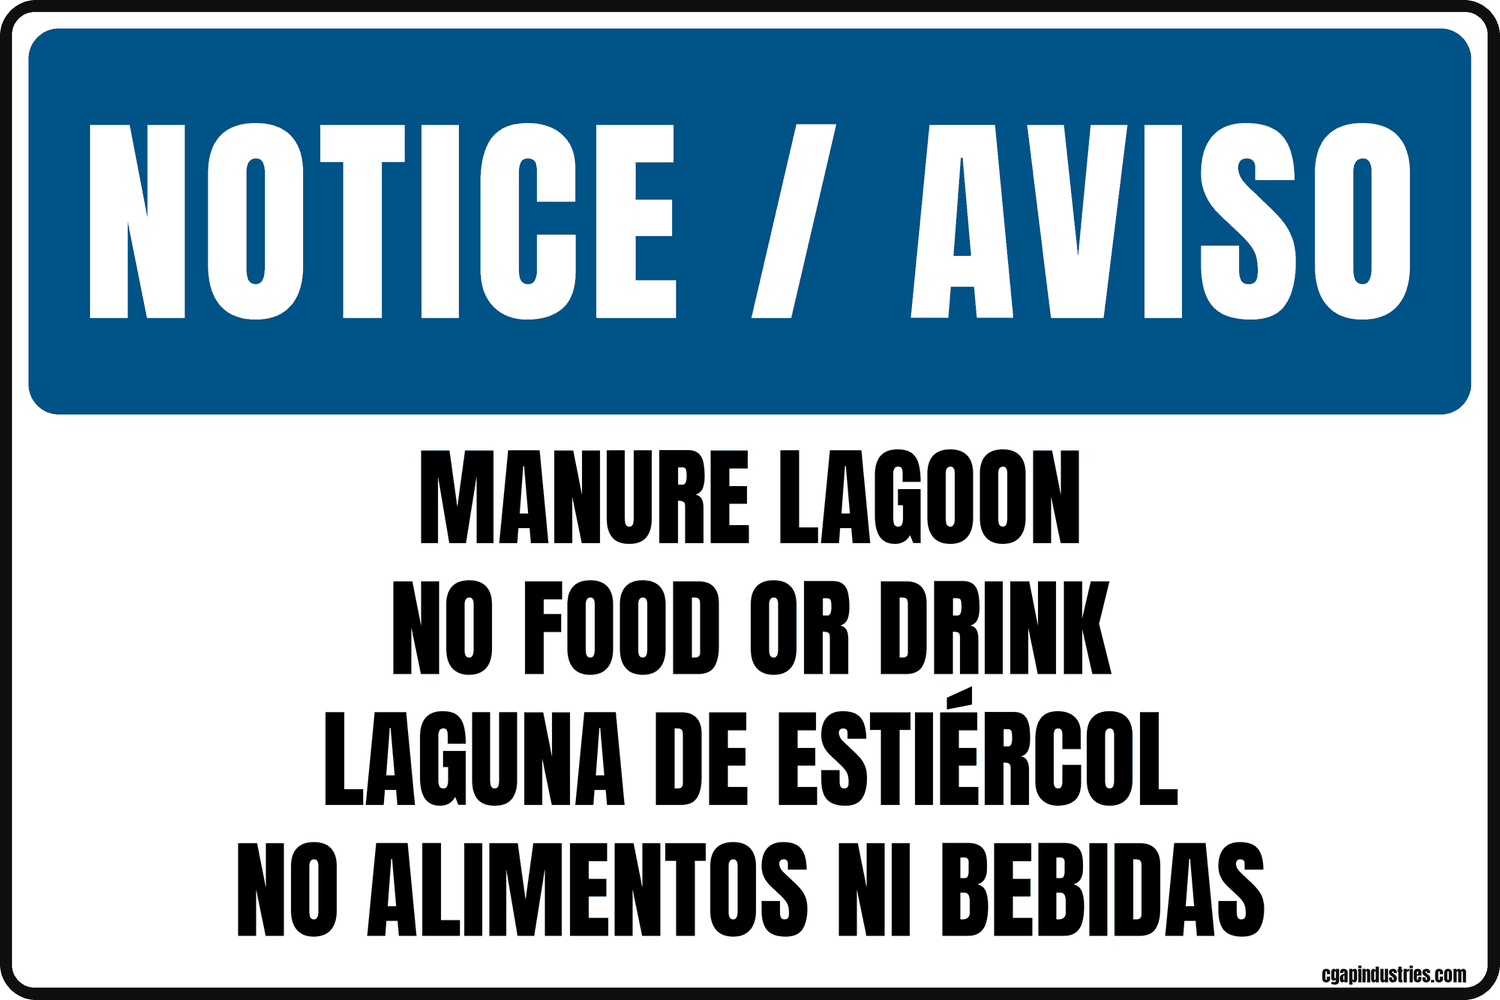 NOTICE / AVISO
MANURE LAGOON
NO FOOD OR DRINK
LAGUNA DE ESTIÉRCOL
NO ALIMENTOS NI BEBIDAS
cgapindustries.com